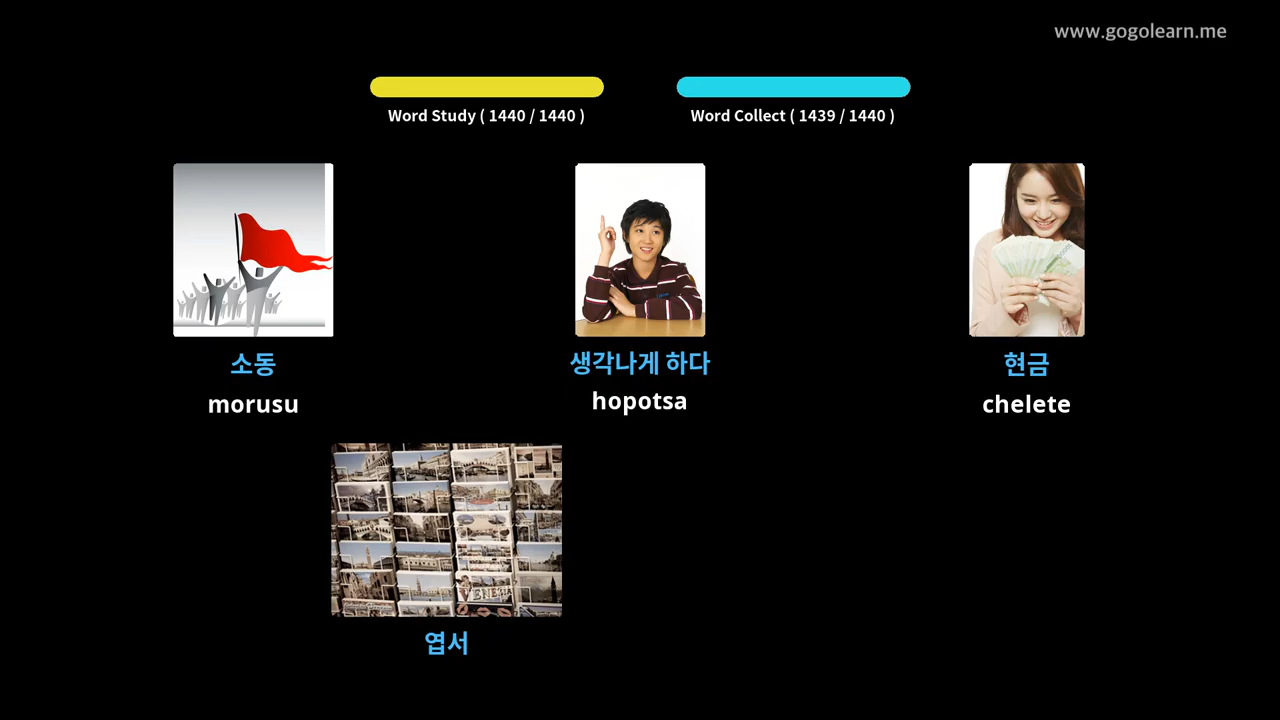 www.gogolearn.me
Word Study ( 1440 / 1440 )
Word Collect ( 1439 / 1440 )
소동
morusu
생각나게 하다
hopotsa
현금
chelete
엽서